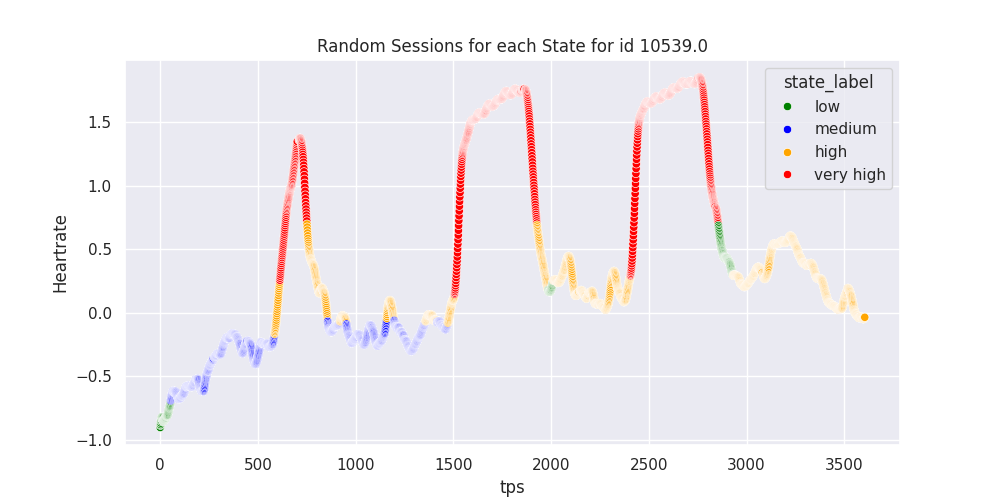 Random Sessions for each State for id 10539.0
state_label
low
medium
high
very high
Heartrate
1.5
1.0
0.5
0.0
−0.5
−1.0
0 500 1000 1500 2000 2500 3000 3500
tps